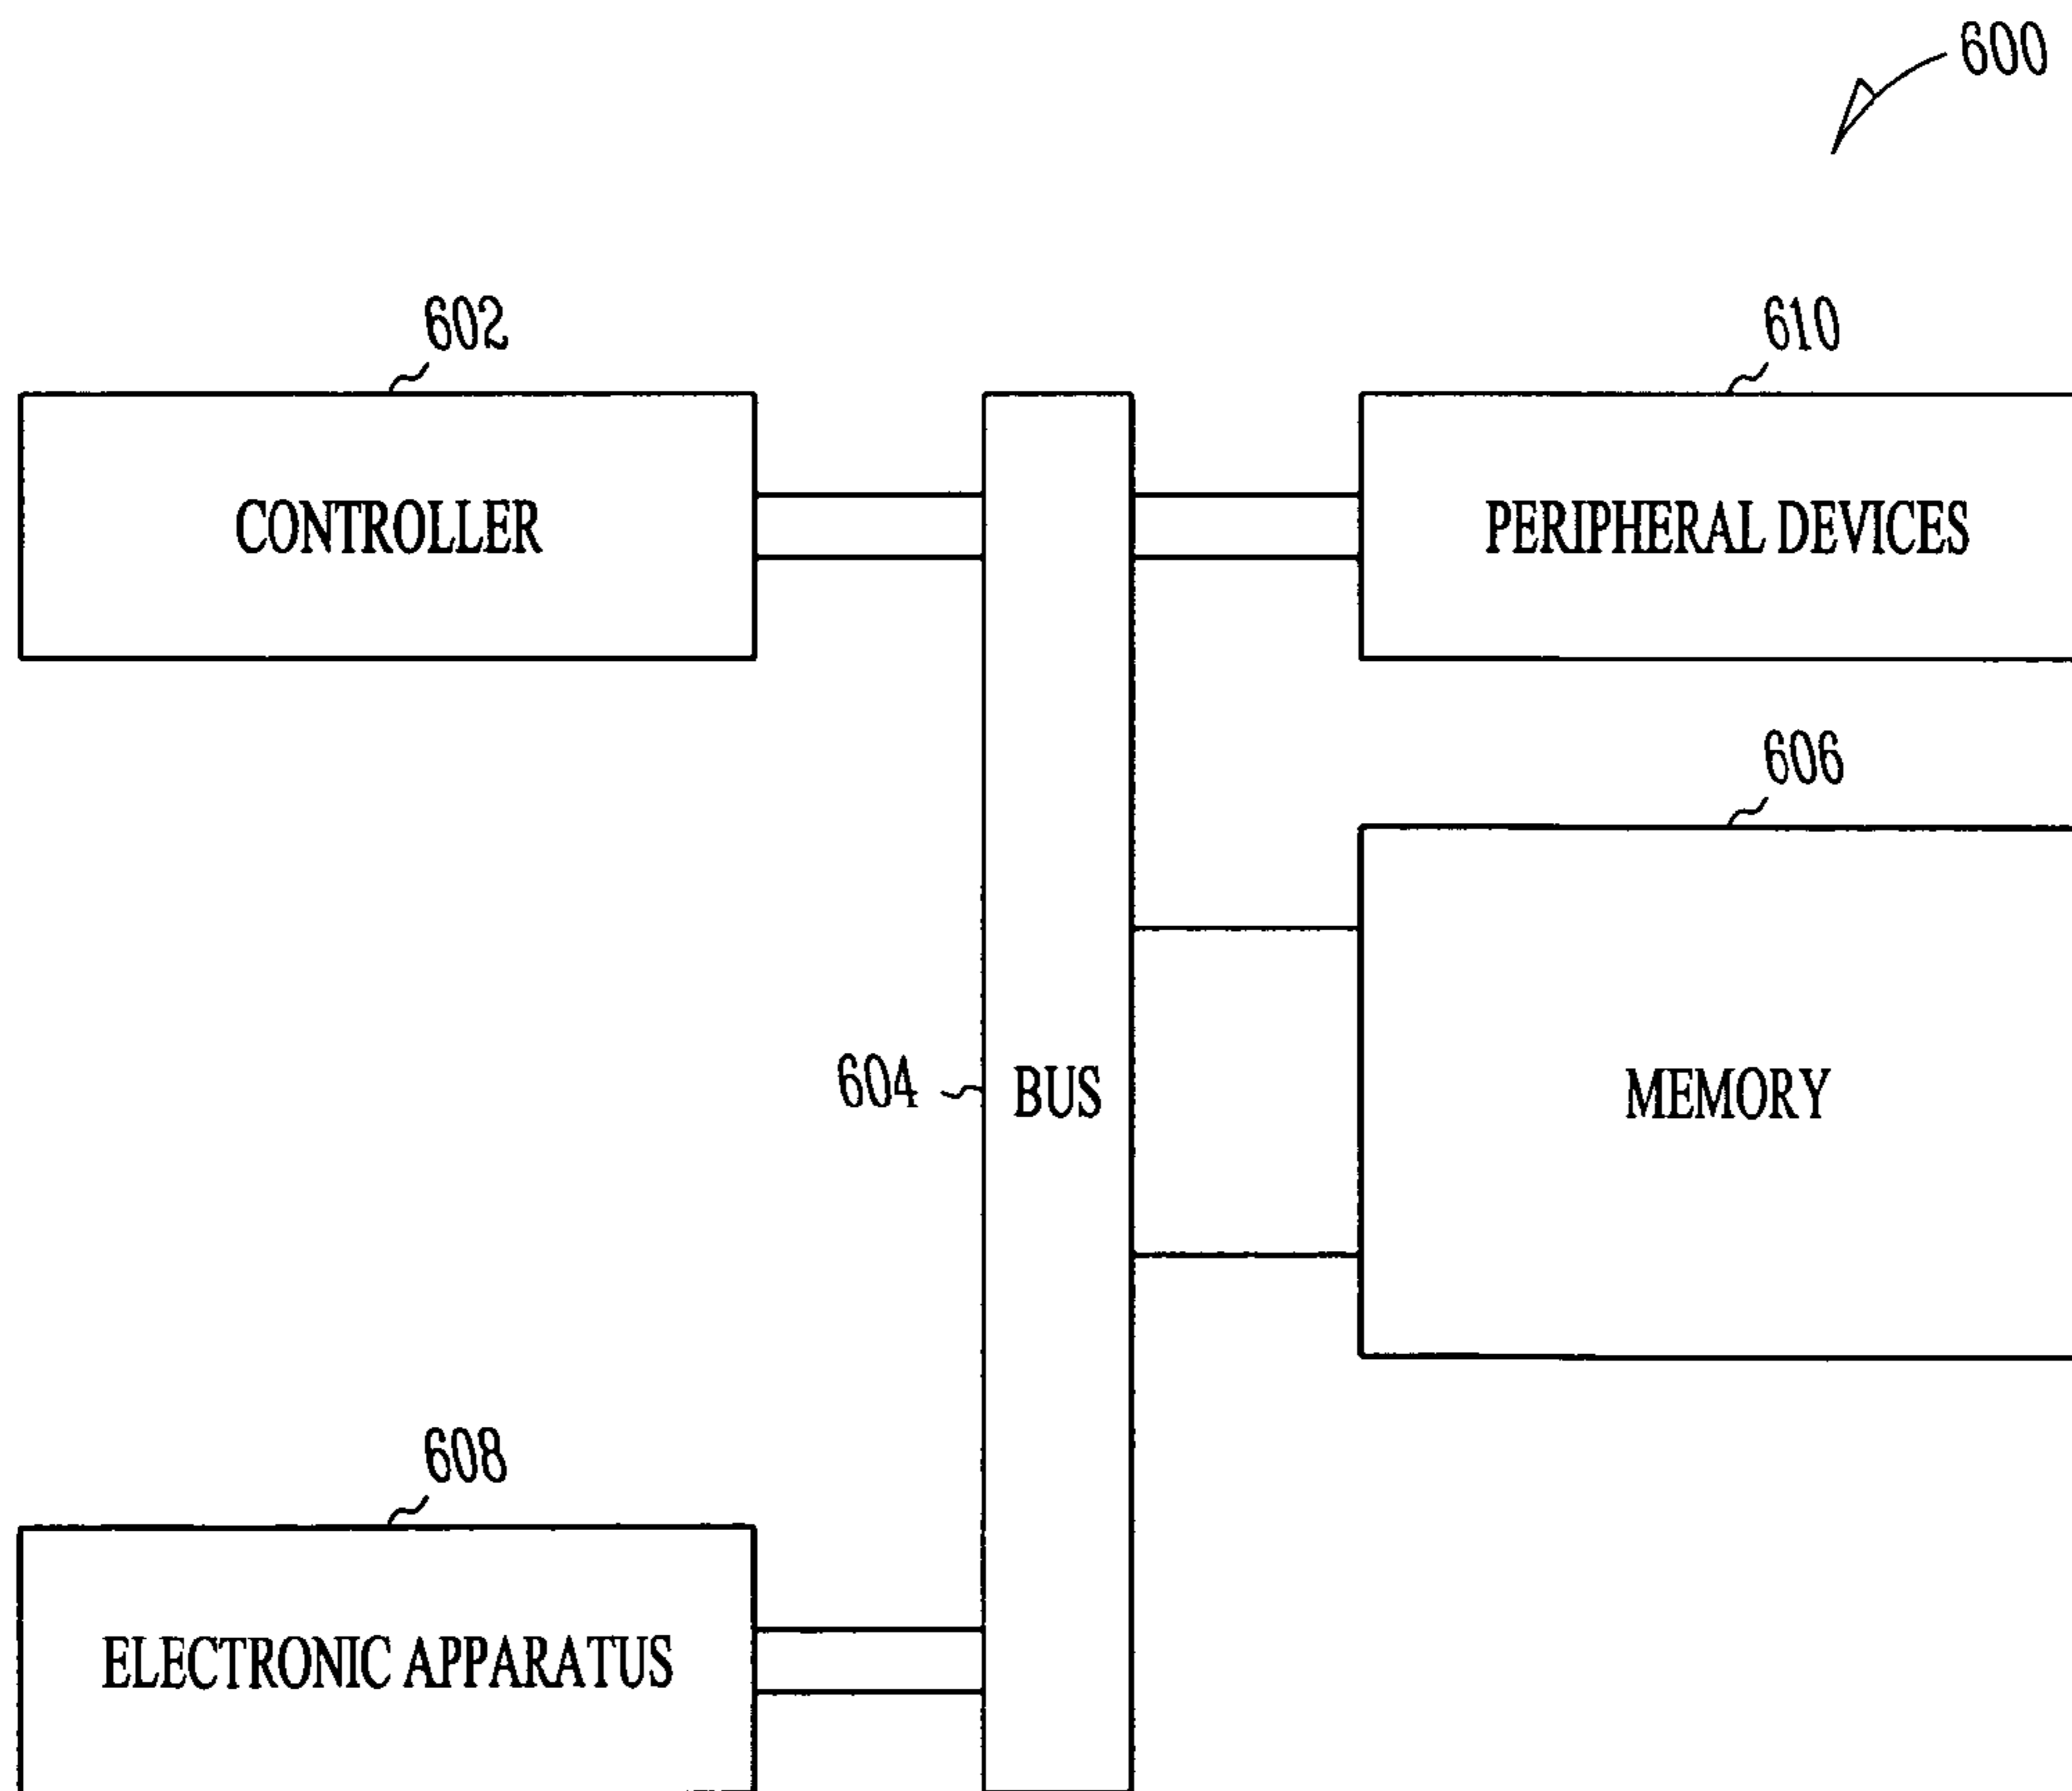 600
602
610
CONTROLLER
PERIPHERAL DEVICES
606
604
BUS
MEMORY
608
ELECTRONIC APPARATUS